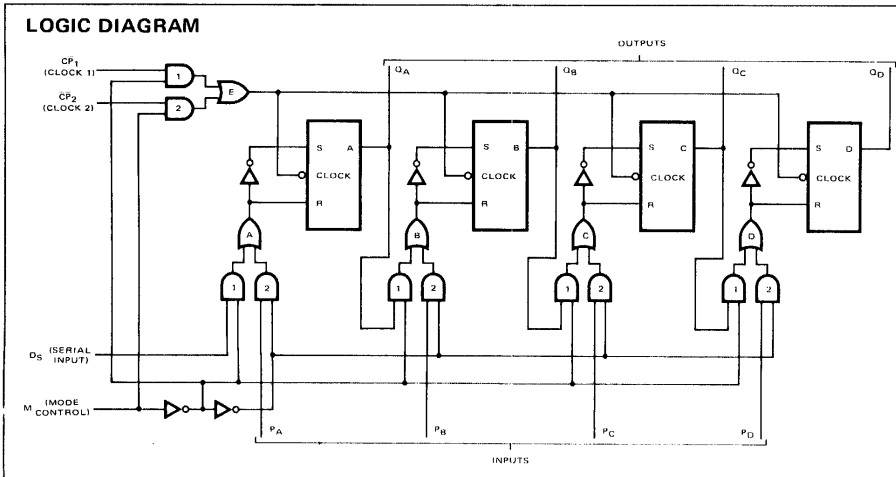 LOGIC DIAGRAM
OUTPUTS
CP1
(CLOCK 1)
QA
QB
QC
QD
1
E
CP2
(CLOCK 2)
2
S A
CLOCK
R
S B
CLOCK
R
S C
CLOCK
R
S D
CLOCK
R
A
B
C
D
1 2
1 2
1 2
1 2
DS (SERIAL
INPUT)
M (MODE
CONTROL)
PA
PB
PC
PD
INPUTS